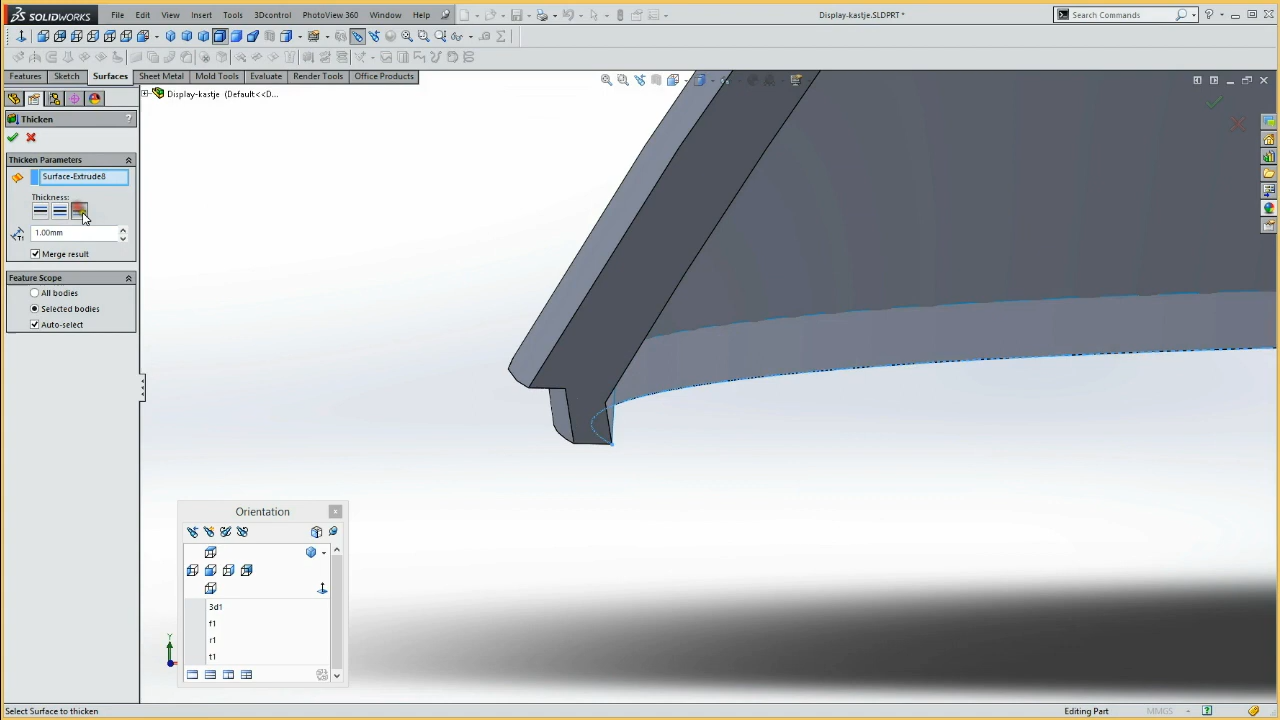 SOLIDWORKS File Edit View Insert Tools 3Dcontrol PhotoView 360 Window Help Display-kastje.SLDPRT * Search Commands
Features Sketch Surfaces Sheet Metal Mold Tools Evaluate Render Tools Office Products
Display-kastje (Default<<D...
Thicken
Thicken Parameters
Surface-Extrude8
Thickness:
1.00mm
Merge result
Feature Scope
All bodies
Selected bodies
Auto-select
Orientation
3d1
f1
r1
t1
Y
Select Surface to thicken Editing Part MMGS